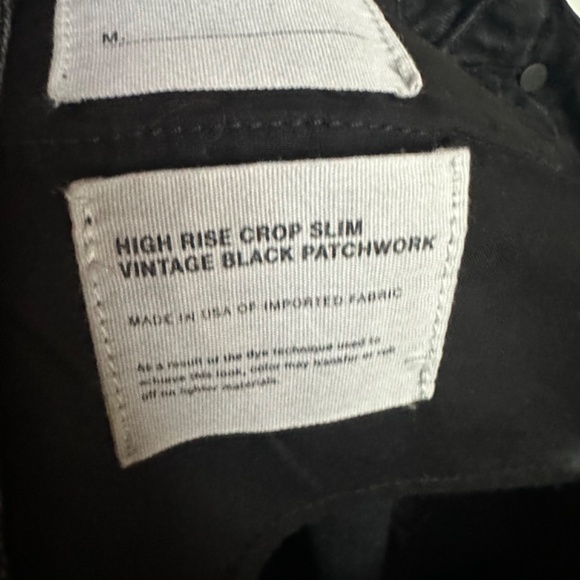 M.
HIGH RISE CROP SLIM
VINTAGE BLACK PATCHWORK
MADE IN USA OF IMPORTED FABRIC
As a result of the dye technique used to
achieve this look, color may transfer or rub
off on lighter materials.